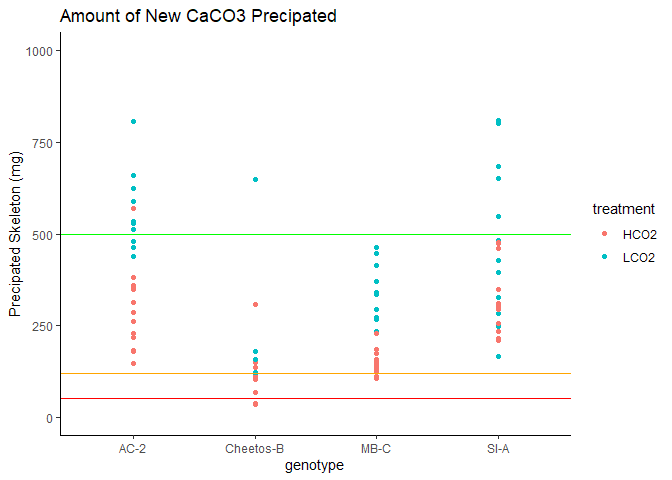 Amount of New CaCO3 Precipated
1000
750
500
250
0
Precipated Skeleton (mg)
AC-2
Cheetos-B
MB-C
SI-A
genotype
treatment
HCO2
LCO2